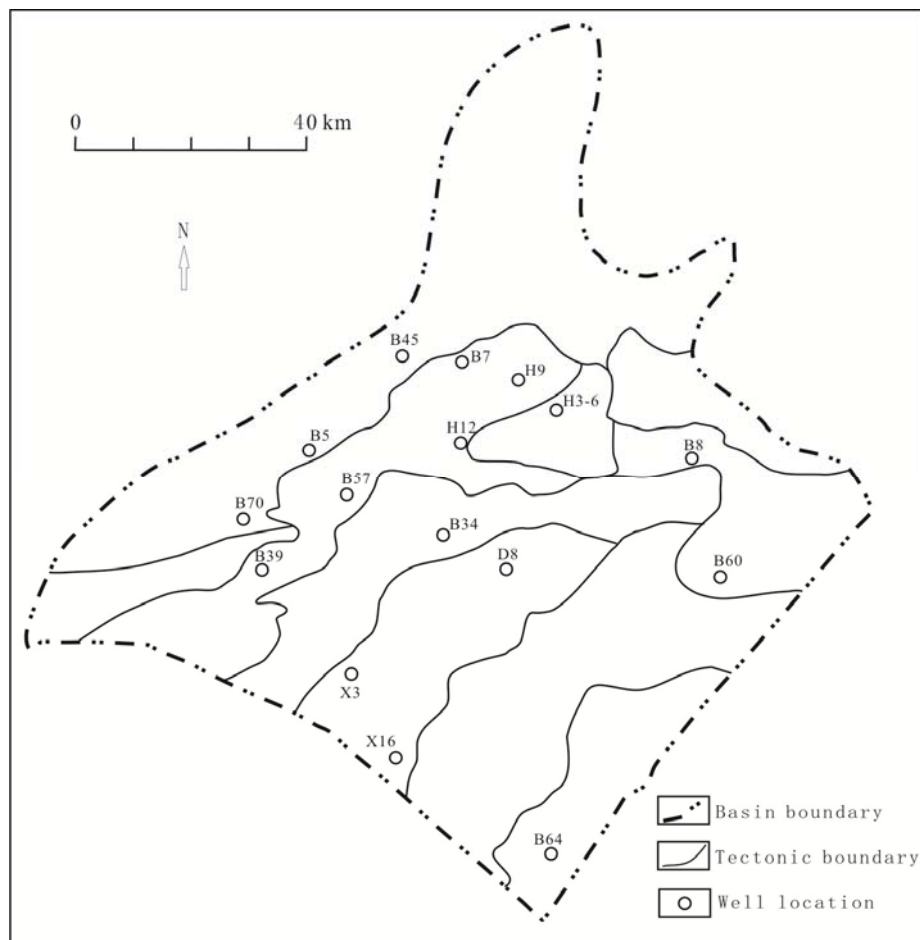 0 40 km
N
B45
B7
H9
H3-6
H12
B5
B8
B57
B70
B34
B39
D8
B60
X3
X16
Basin boundary
B64
Tectonic boundary
Well location